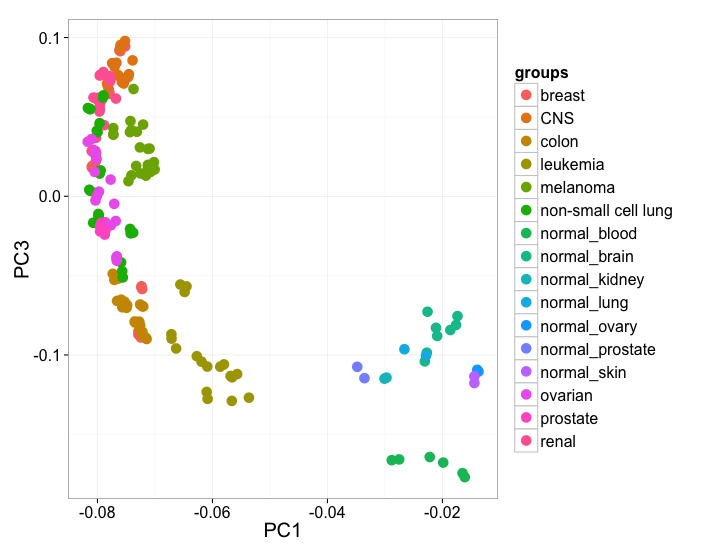 groups
breast
CNS
colon
leukemia
melanoma
non-small cell lung
normal_blood
normal_brain
normal_kidney
normal_lung
normal_ovary
normal_prostate
normal_skin
ovarian
prostate
renal
0.1
0.0
-0.1
PC3
-0.08 -0.06 -0.04 -0.02
PC1